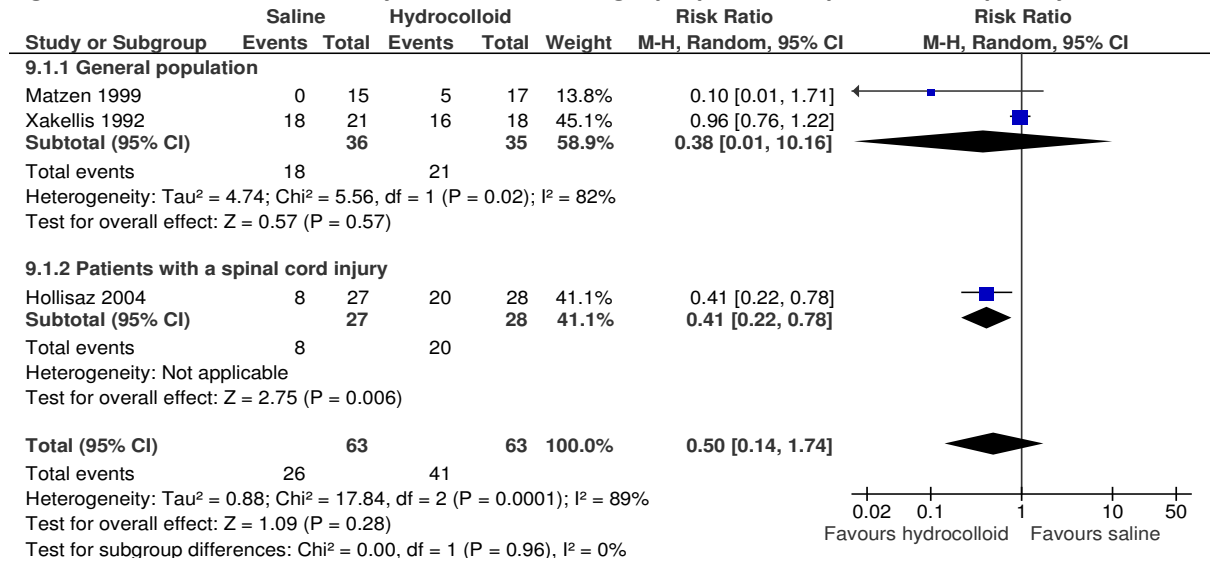 Saline Hydrocolloid Risk Ratio Risk Ratio
Study or Subgroup Events Total Events Total Weight M-H, Random, 95% CI M-H, Random, 95% CI
9.1.1 General population
Matzen 1999 0 15 5 17 13.8% 0.10 [0.01, 1.71]
Xakellis 1992 18 21 16 18 45.1% 0.96 [0.76, 1.22]
Subtotal (95% CI) 36 35 58.9% 0.38 [0.01, 10.16]
Total events 18 21
Heterogeneity: Tau² = 4.74; Chi² = 5.56, df = 1 (P = 0.02); I² = 82%
Test for overall effect: Z = 0.57 (P = 0.57)
9.1.2 Patients with a spinal cord injury
Hollisaz 2004 8 27 20 28 41.1% 0.41 [0.22, 0.78]
Subtotal (95% CI) 27 28 41.1% 0.41 [0.22, 0.78]
Total events 8 20
Heterogeneity: Not applicable
Test for overall effect: Z = 2.75 (P = 0.006)
Total (95% CI) 63 63 100.0% 0.50 [0.14, 1.74]
Total events 26 41
Heterogeneity: Tau² = 0.88; Chi² = 17.84, df = 2 (P = 0.0001); I² = 89%
Test for overall effect: Z = 1.09 (P = 0.28)
Test for subgroup differences: Chi² = 0.00, df = 1 (P = 0.96), I² = 0%
0.02 0.1 1 10 50
Favours hydrocolloid Favours saline